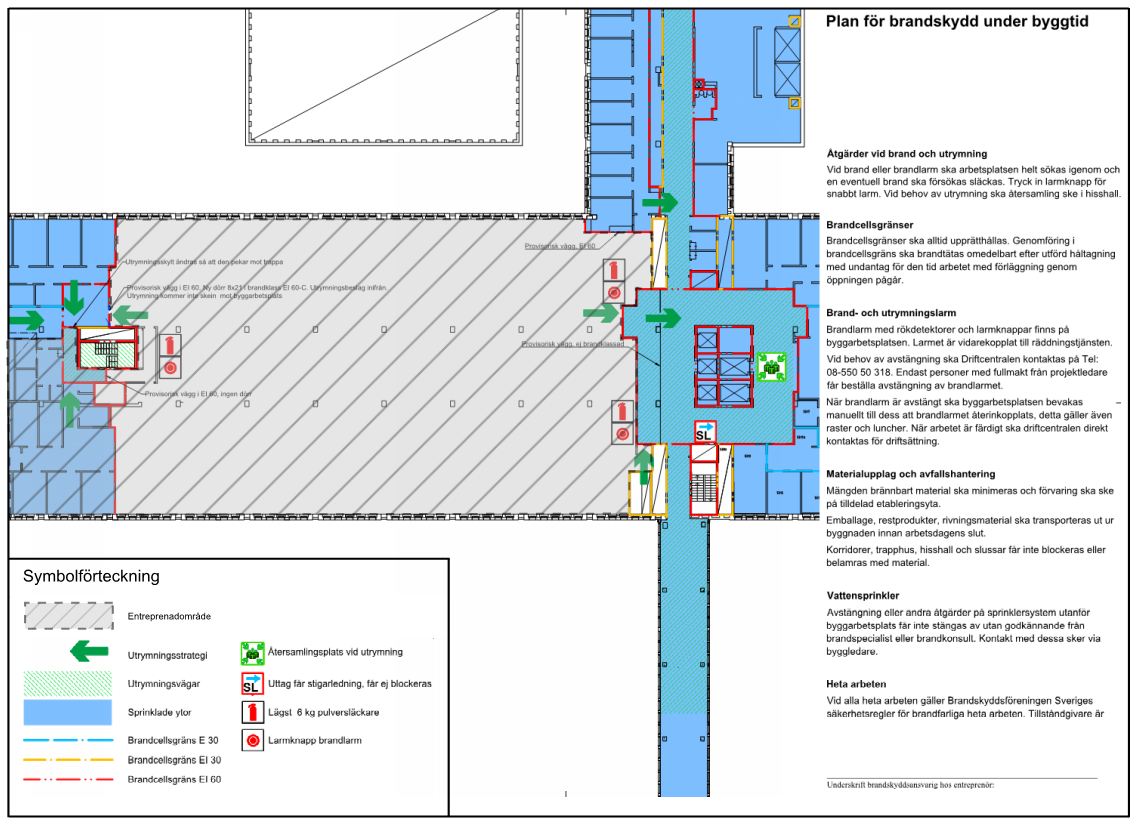 Plan för brandskydd under byggtid
Åtgärder vid brand och utrymning
Vid brand eller brandlarm ska arbetsplatsen helt sökas igenom och
en eventuell brand ska försökas släckas. Tryck in larmknapp för
snabbt larm. Vid behov av utrymning ska återsamling ske i hisshall.
Brandcellsgränser
Brandcellsgränser ska alltid upprätthållas. Genomföring i
brandcellsgräns ska brandtätas omedelbart efter utförd håltagning
med undantag för den tid arbetet med förläggning genom
öppningen pågår.
Brand- och utrymningslarm
Brandlarm med rökdetektorer och larmknappar finns på
byggarbetsplatsen. Larmet är vidarekopplat till räddningstjänsten.
Vid behov av avstängning ska Driftcentralen kontaktas på Tel:
08-550 50 318. Endast personer med fullmakt från projektledare
får beställa avstängning av brandlarmet.
När brandlarm är avstängt ska byggarbetsplatsen bevakas
manuellt till dess att brandlarmet återinkopplats, detta gäller även
raster och luncher. När arbetet är färdigt ska driftcentralen direkt
kontaktas för driftsättning.
Materialupplag och avfallshantering
Mängden brännbart material ska minimeras och förvaring ska ske
på tilldelad etableringsyta.
Emballage, restprodukter, rivningsmaterial ska transporteras ut ur
byggnaden innan arbetsdagens slut.
Korridorer, trapphus, hisshall och slussar får inte blockeras eller
belamras med material.
Vattensprinkler
Avstängning eller andra åtgärder på sprinklersystem utanför
byggarbetsplats får inte stängas av utan godkännande från
brandspecialist eller brandkonsult. Kontakt med dessa sker via
byggledare.
Heta arbeten
Vid alla heta arbeten gäller Brandskyddsföreningen Sveriges
säkerhetsregler för brandfarliga heta arbeten. Tillståndgivare är
Underskrift brandskyddsansvarig hos entreprenör:
Provisorisk vägg, EI 60
Utrymningsskylt ändras så att den pekar mot trappa
Provisorisk vägg i EI 60. Ny dörr 8x21 i brandklass EI 60-C. Utrymningsbeslag inifrån.
Utrymning kommer inte skein mot byggarbetsplats
Provisorisk vägg, ej brandklassad
Provisorisk vägg i EI 60, ingen dörr
SL
Symbolförteckning
Entreprenadområde
Utrymningsstrategi
Utrymningsvägar
Sprinklade ytor
Brandcellsgräns E 30
Brandcellsgräns EI 30
Brandcellsgräns EI 60
Återsamlingsplats vid utrymning
SL Uttag får stigarledning, får ej blockeras
Lägst 6 kg pulversläckare
Larmknapp brandlarm